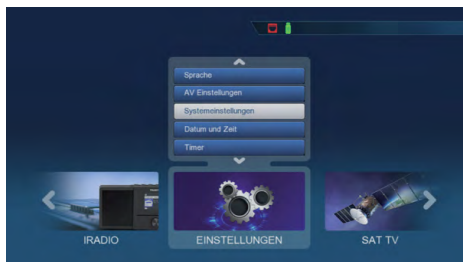 Sprache
AV Einstellungen
Systemeinstellungen
Datum und Zeit
Timer
IRADIO
EINSTELLUNGEN
SAT TV